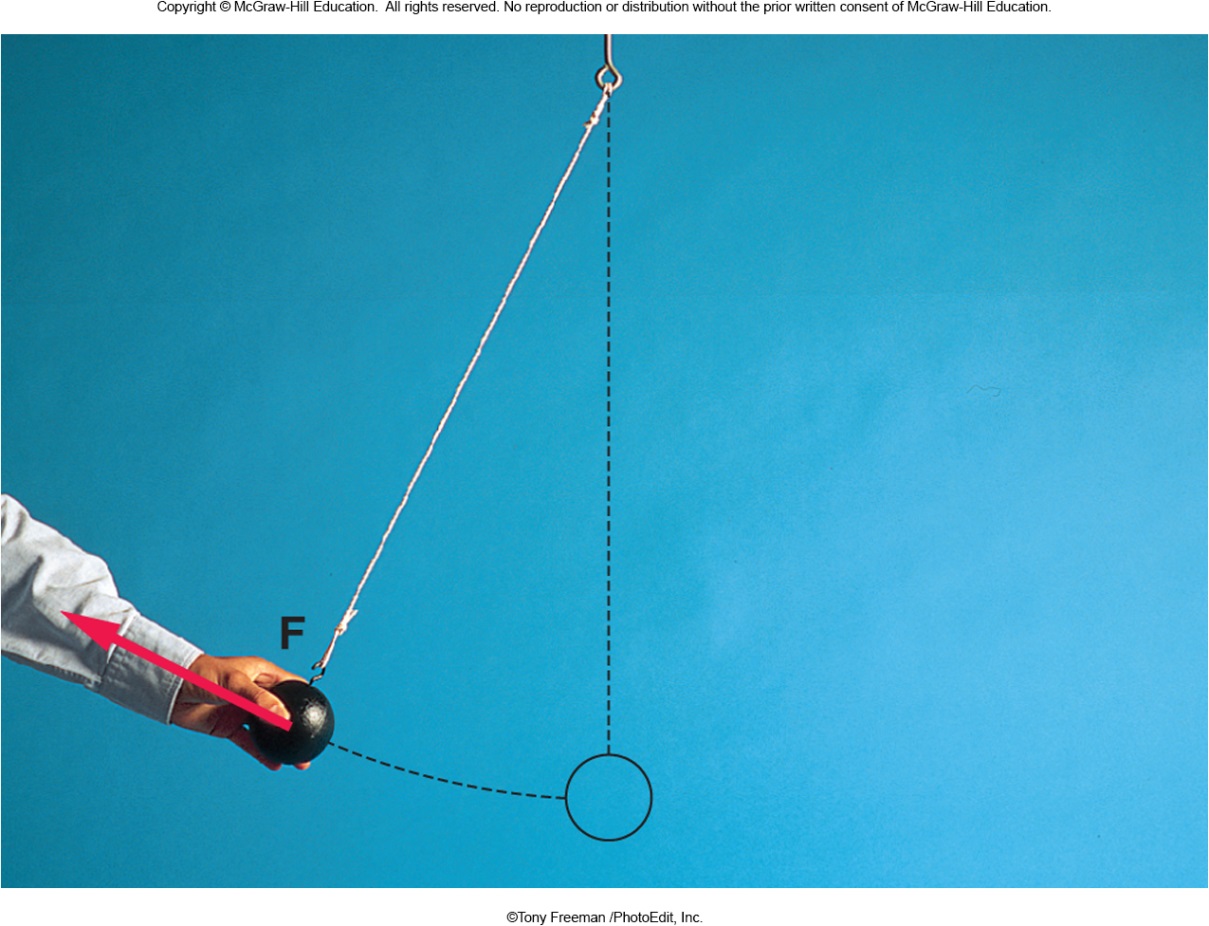 Copyright © McGraw-Hill Education.  All rights reserved. No reproduction or distribution without the prior written consent of McGraw-Hill Education.
F
©Tony Freeman /PhotoEdit, Inc.